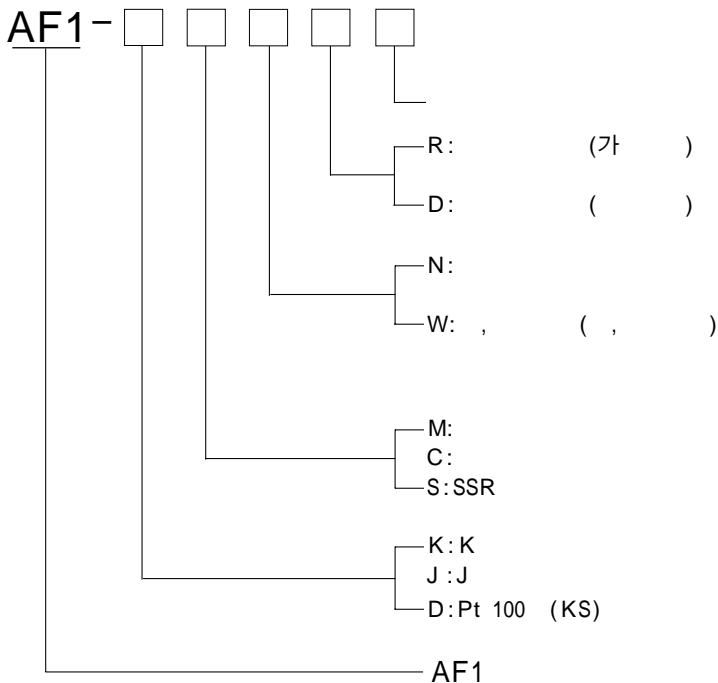 AF1-
R: (가 )
D: ( )
N:
W: , ( , )
M:
C:
S:SSR
K:K
J:J
D:Pt 100 (KS)
AF1